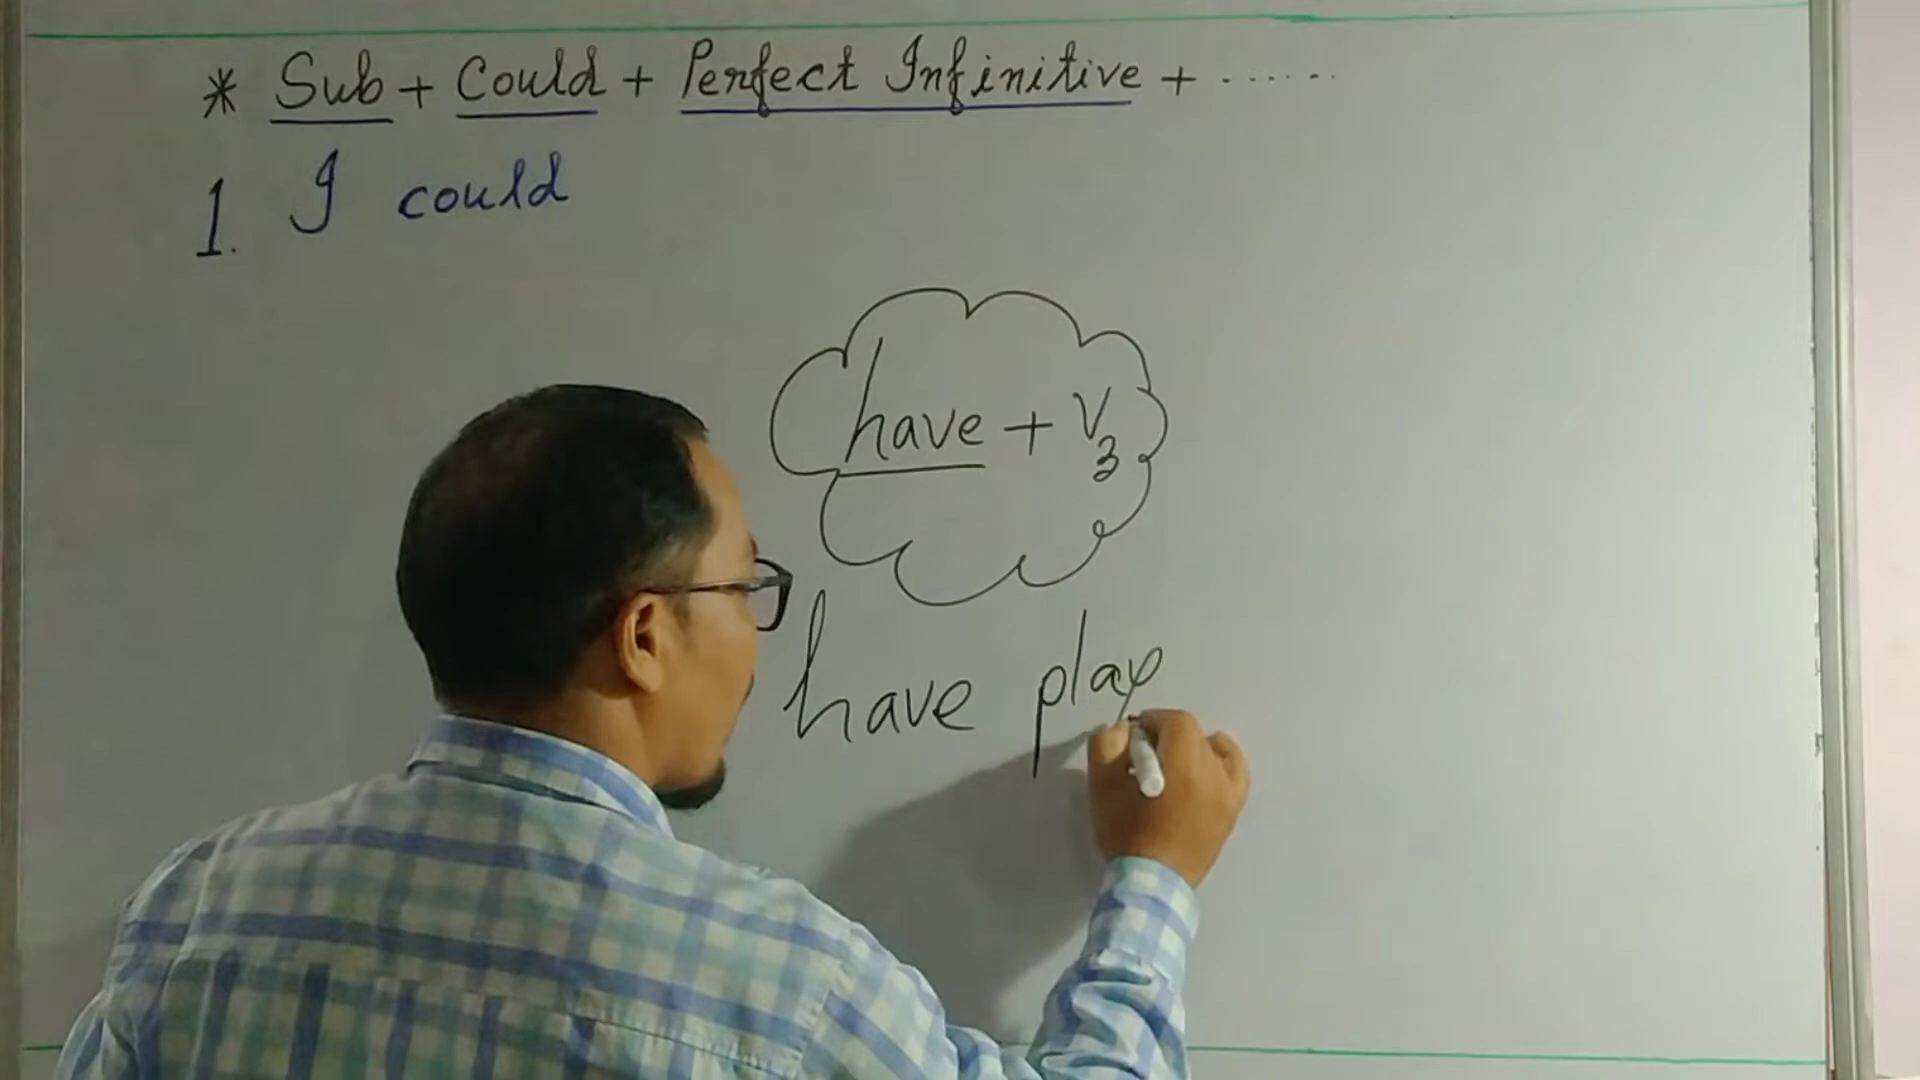 * Sub + Could + Perfect Infinitive + ......
1. I could
have + V3
have play